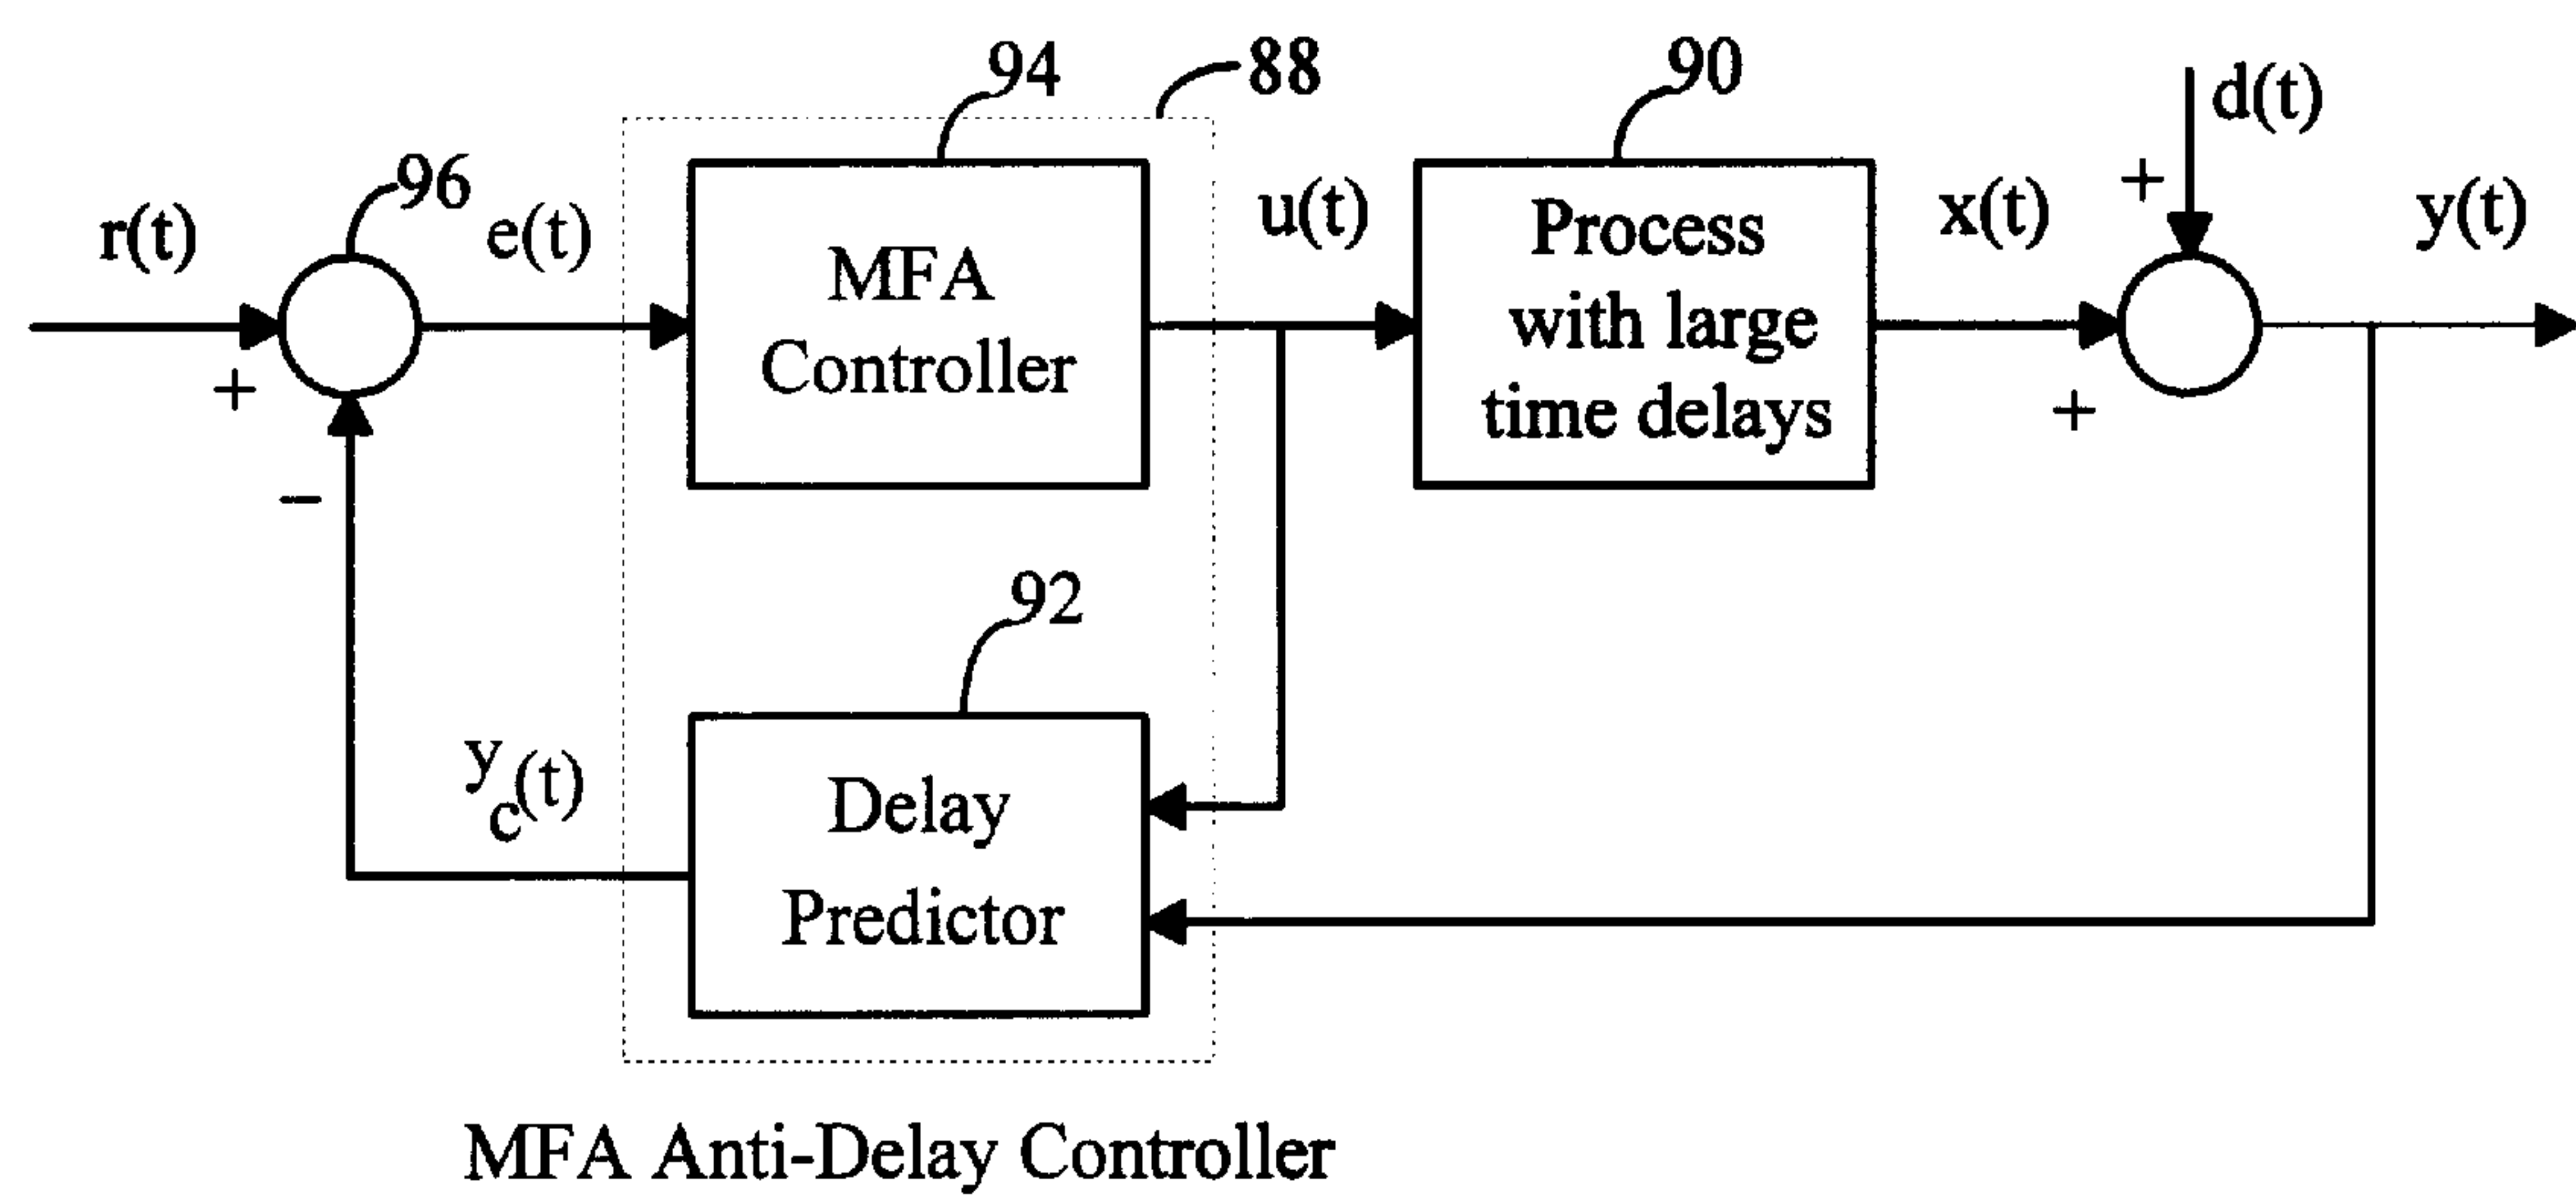 94
88
90
d(t)
96
r(t)
+
e(t)
MFA
Controller
u(t)
Process
with large
time delays
x(t)
+
+
y(t)
−
92
y
c
(t)
Delay
Predictor
MFA Anti-Delay Controller